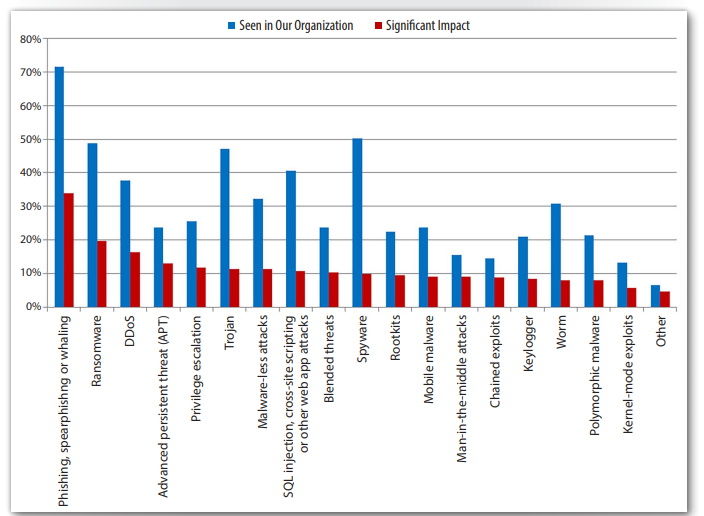 Seen in Our Organization Significant Impact
80%
70%
60%
50%
40%
30%
20%
10%
0%
Phishing, spearphishng or whaling
Ransomware
DDoS
Advanced persistent threat (APT)
Privilege escalation
Trojan
Malware-less attacks
SQL injection, cross-site scripting
or other web app attacks
Blended threats
Spyware
Rootkits
Mobile malware
Man-in-the-middle attacks
Chained exploits
Keylogger
Worm
Polymorphic malware
Kernel-mode exploits
Other